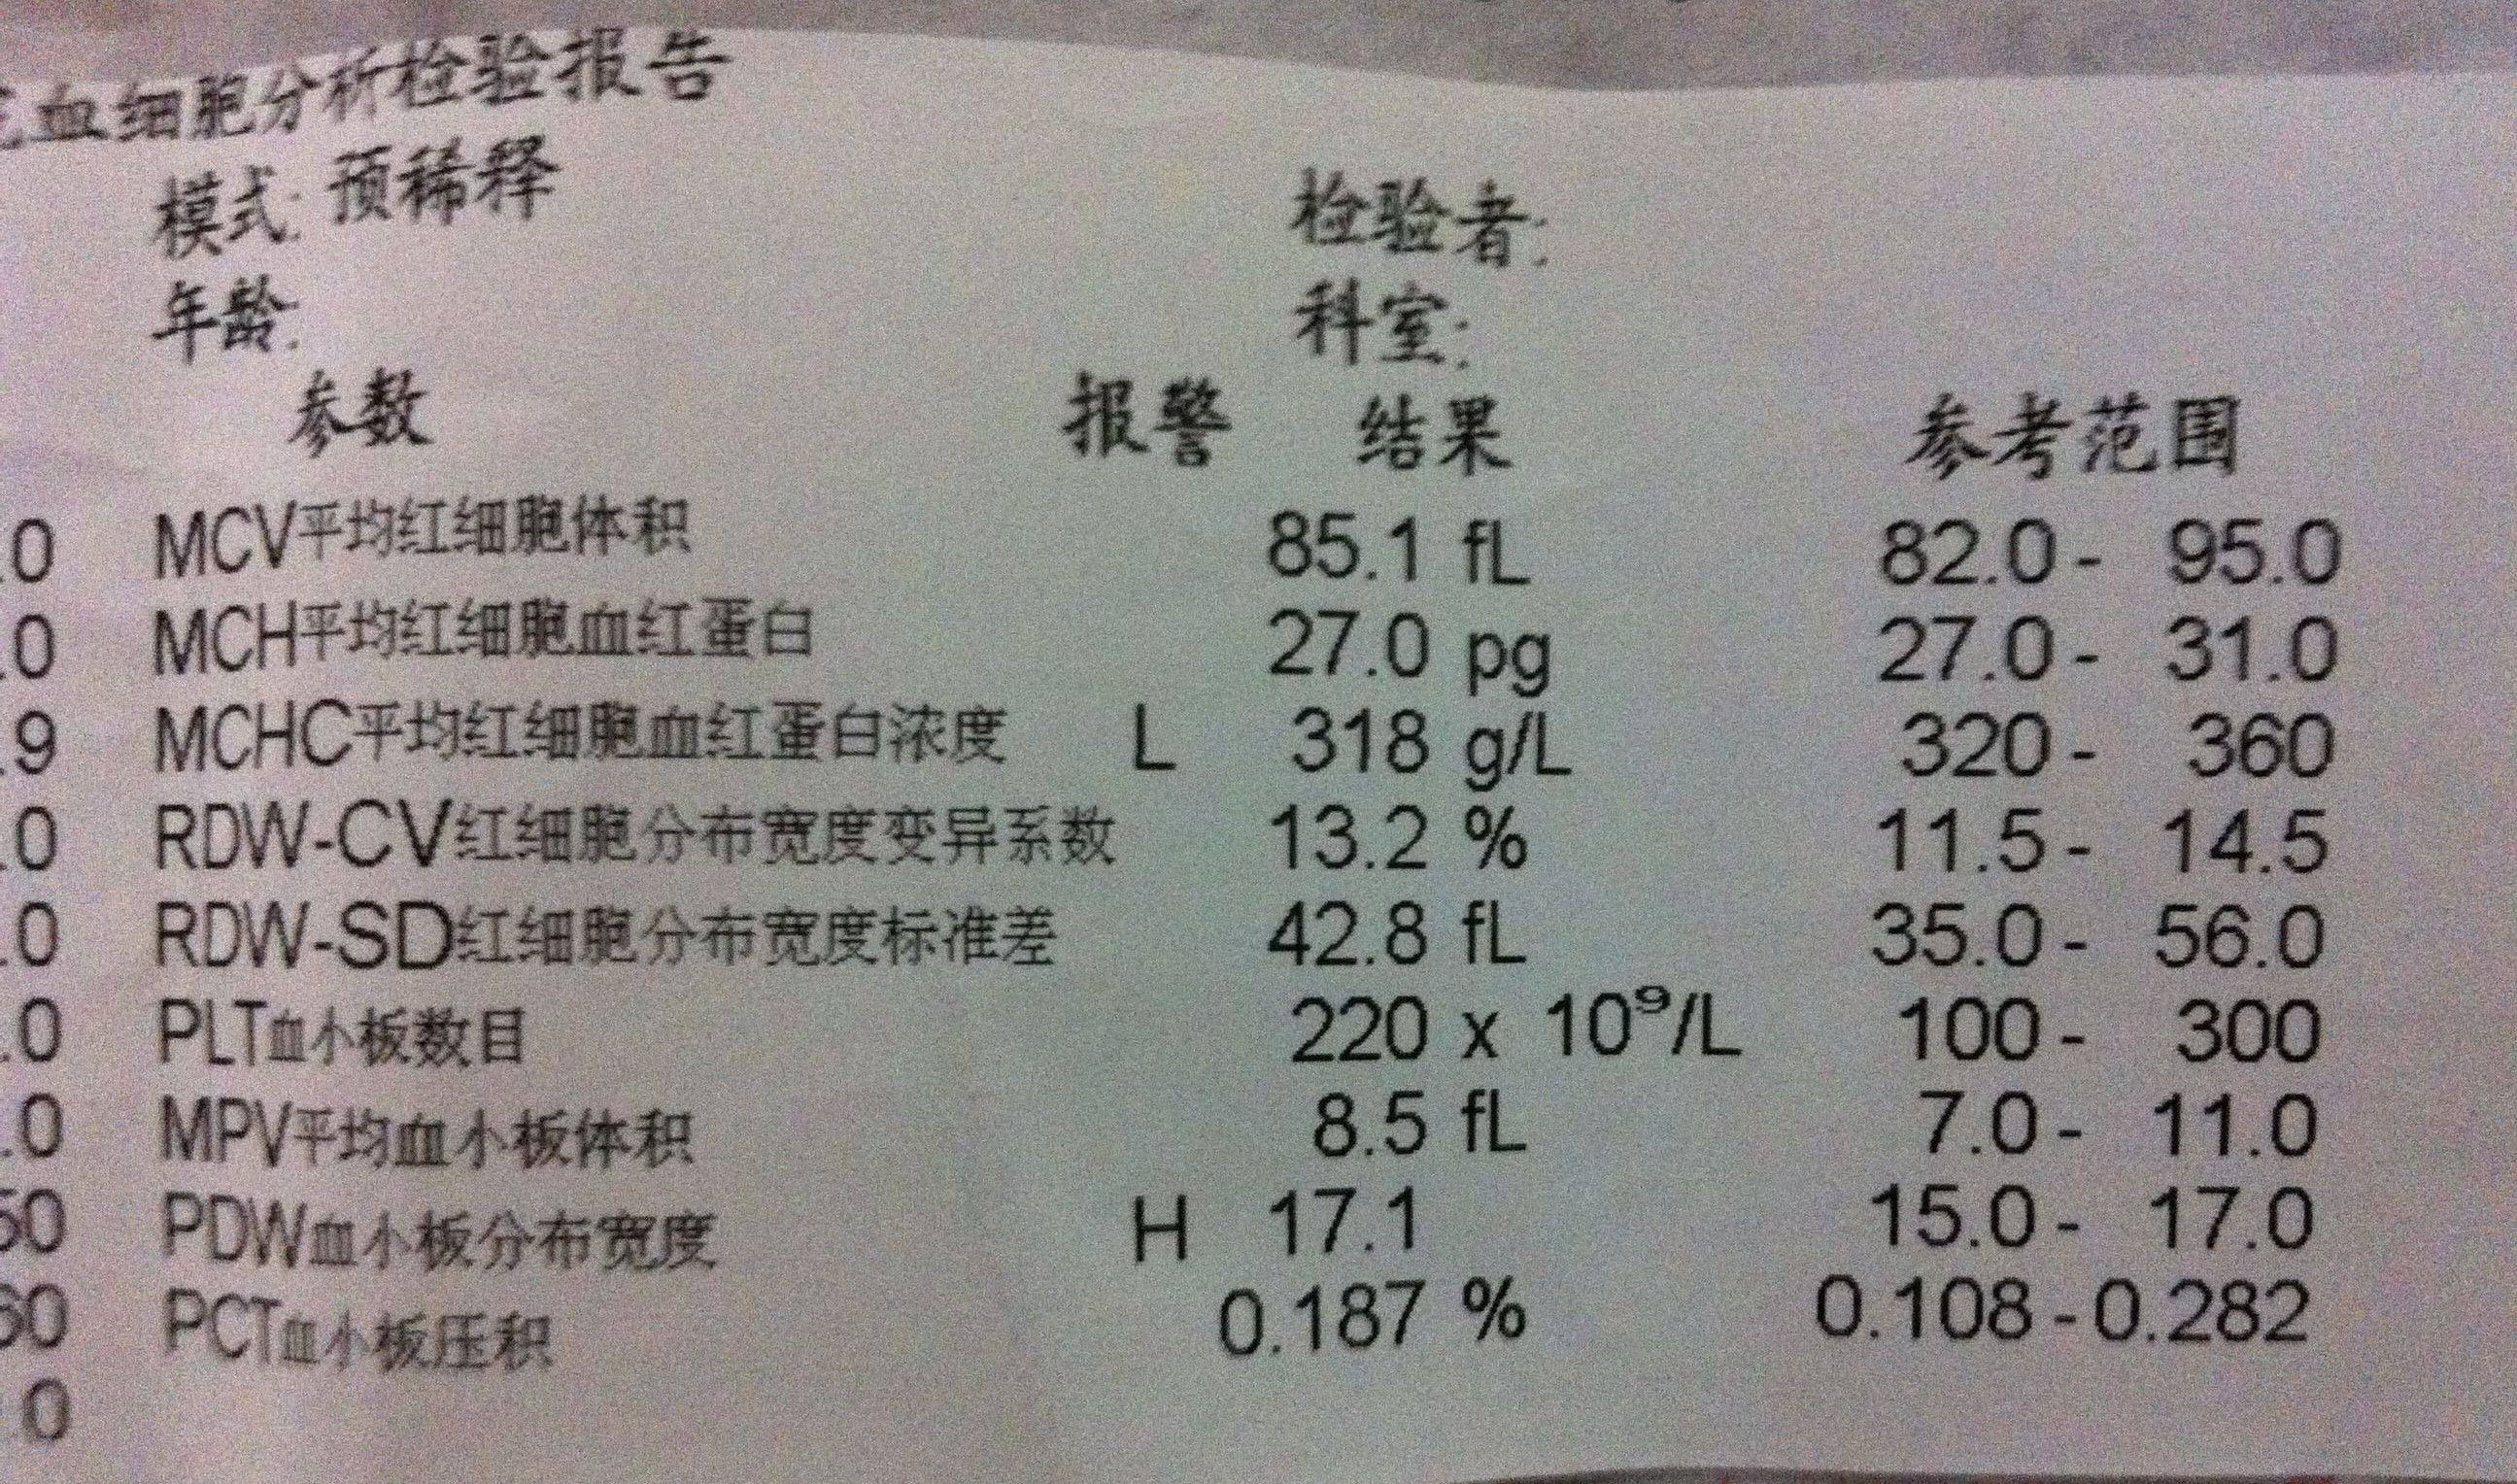 血细胞分析检验报告
模式: 预稀释 检验者:
年龄: 科室:
参数 报警 结果 参考范围
.0 MCV平均红细胞体积 85.1 fL 82.0 - 95.0
.0 MCH平均红细胞血红蛋白 27.0 pg 27.0 - 31.0
.9 MCHC平均红细胞血红蛋白浓度 L 318 g/L 320 - 360
.0 RDW-CV红细胞分布宽度变异系数 13.2 % 11.5 - 14.5
.0 RDW-SD红细胞分布宽度标准差 42.8 fL 35.0 - 56.0
.0 PLT血小板数目 220 x 10⁹/L 100 - 300
.0 MPV平均血小板体积 8.5 fL 7.0 - 11.0
50 PDW血小板分布宽度 H 17.1 15.0 - 17.0
60 PCT血小板压积 0.187 % 0.108 - 0.282
0